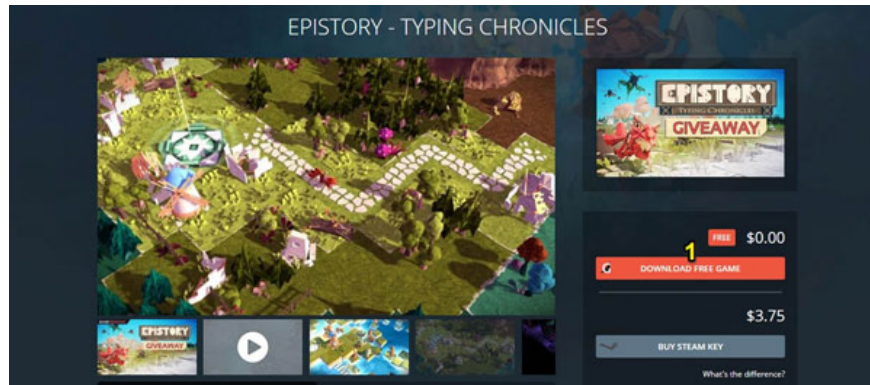 EPISTORY - TYPING CHRONICLES
EPISTORY
TYPING CHRONICLES
GIVEAWAY
FREE $0.00
1
DOWNLOAD FREE GAME
$3.75
BUY STEAM KEY
What's the difference?
EPISTORY
GIVEAWAY